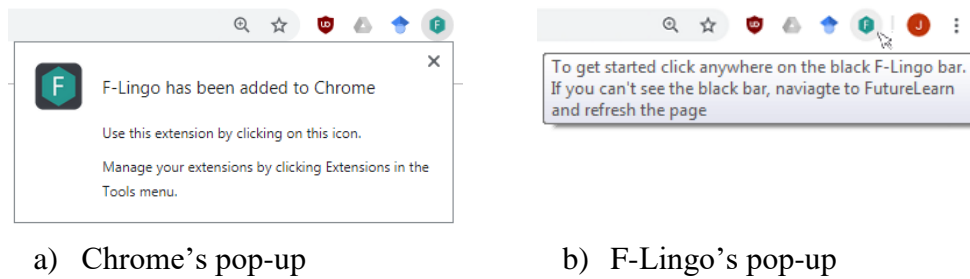 F
F-Lingo has been added to Chrome
Use this extension by clicking on this icon.
Manage your extensions by clicking Extensions in the
Tools menu.
a) Chrome's pop-up
J
To get started click anywhere on the black F-Lingo bar.
If you can't see the black bar, naviagte to FutureLearn
and refresh the page
b) F-Lingo's pop-up